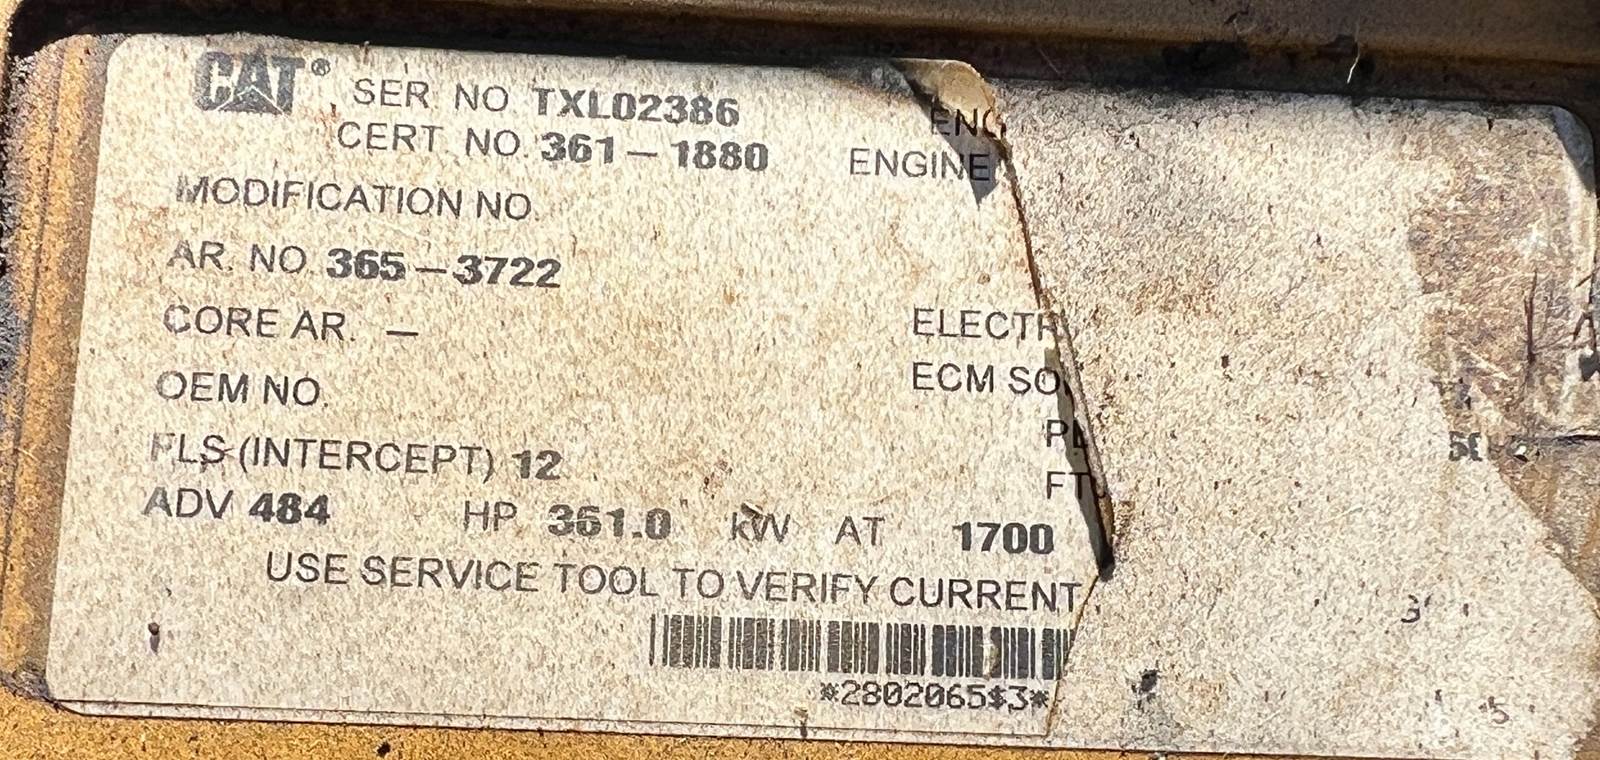 CAT® SER. NO. TXL02386
CERT. NO. 361-1880
ENGINE
MODIFICATION NO.
AR. NO. 365-3722
CORE AR. -
OEM NO.
ECM
FLS (INTERCEPT) 12
ADV 484 HP 361.0 kW AT 1700
USE SERVICE TOOL TO VERIFY CURRENT
*2802065$3*